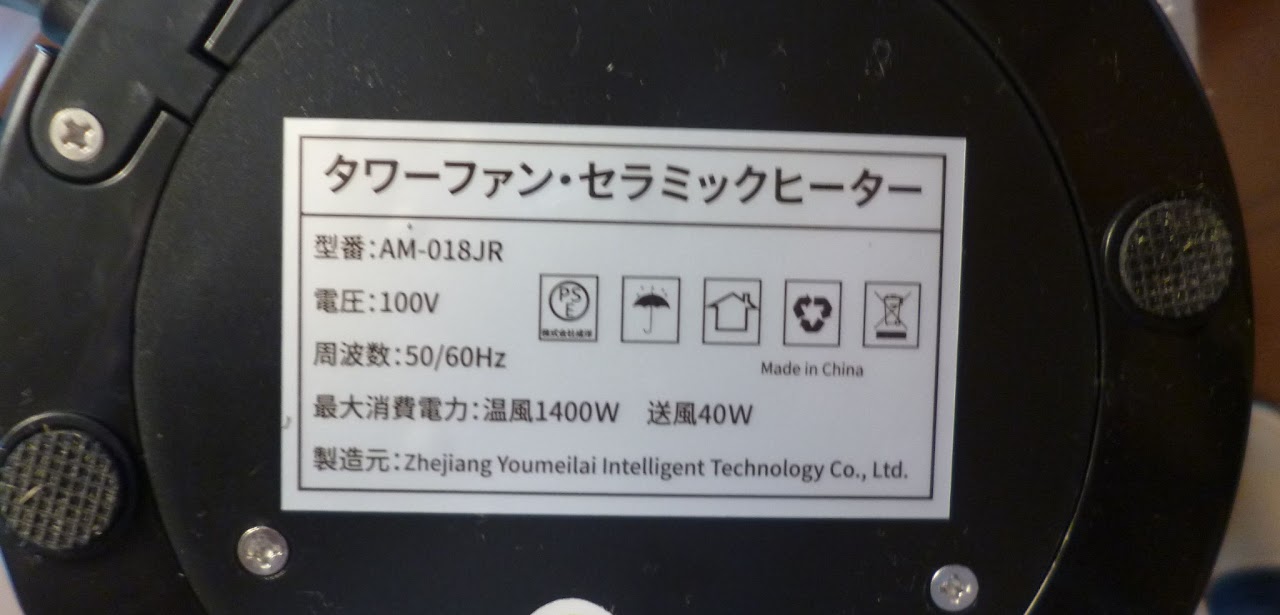 タワーファン・セラミックヒーター
型番：AM-018JR
電圧：100V
PS
E
周波数：50/60Hz
Made in China
最大消費電力：温風1400W 送風40W
製造元：Zhejiang Youmeilai Intelligent Technology Co., Ltd.